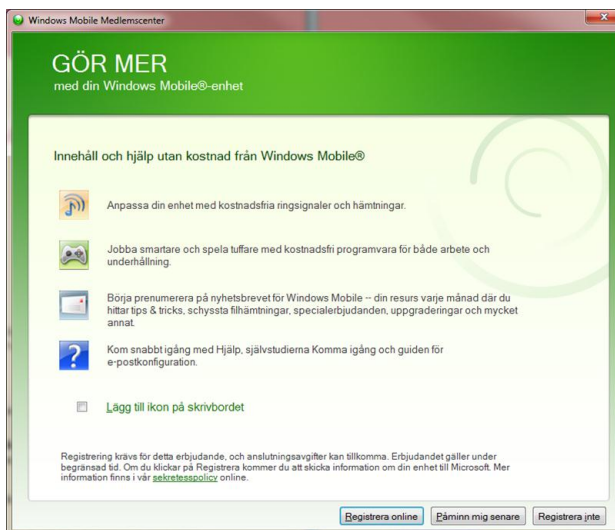 Windows Mobile Medlemscenter
GÖR MER
med din Windows Mobile®-enhet
Innehåll och hjälp utan kostnad från Windows Mobile®
Anpassa din enhet med kostnadsfria ringsignaler och hämtningar.
Jobba smartare och spela tuffare med kostnadsfri programvara för både arbete och
underhållning.
Börja prenumerera på nyhetsbrevet för Windows Mobile -- din resurs varje månad där du
hittar tips & tricks, schyssta filhämtningar, specialerbjudanden, uppgraderingar och mycket
annat.
Kom snabbt igång med Hjälp, självstudierna Komma igång och guiden för
e-postkonfiguration.
Lägg till ikon på skrivbordet
Registrering krävs för detta erbjudande, och anslutningsavgifter kan tillkomma. Erbjudandet gäller under
begränsad tid. Om du klickar på Registrera kommer du att skicka information om din enhet till Microsoft. Mer
information finns i vår sekretesspolicy online.
Registrera online Påminn mig senare Registrera inte